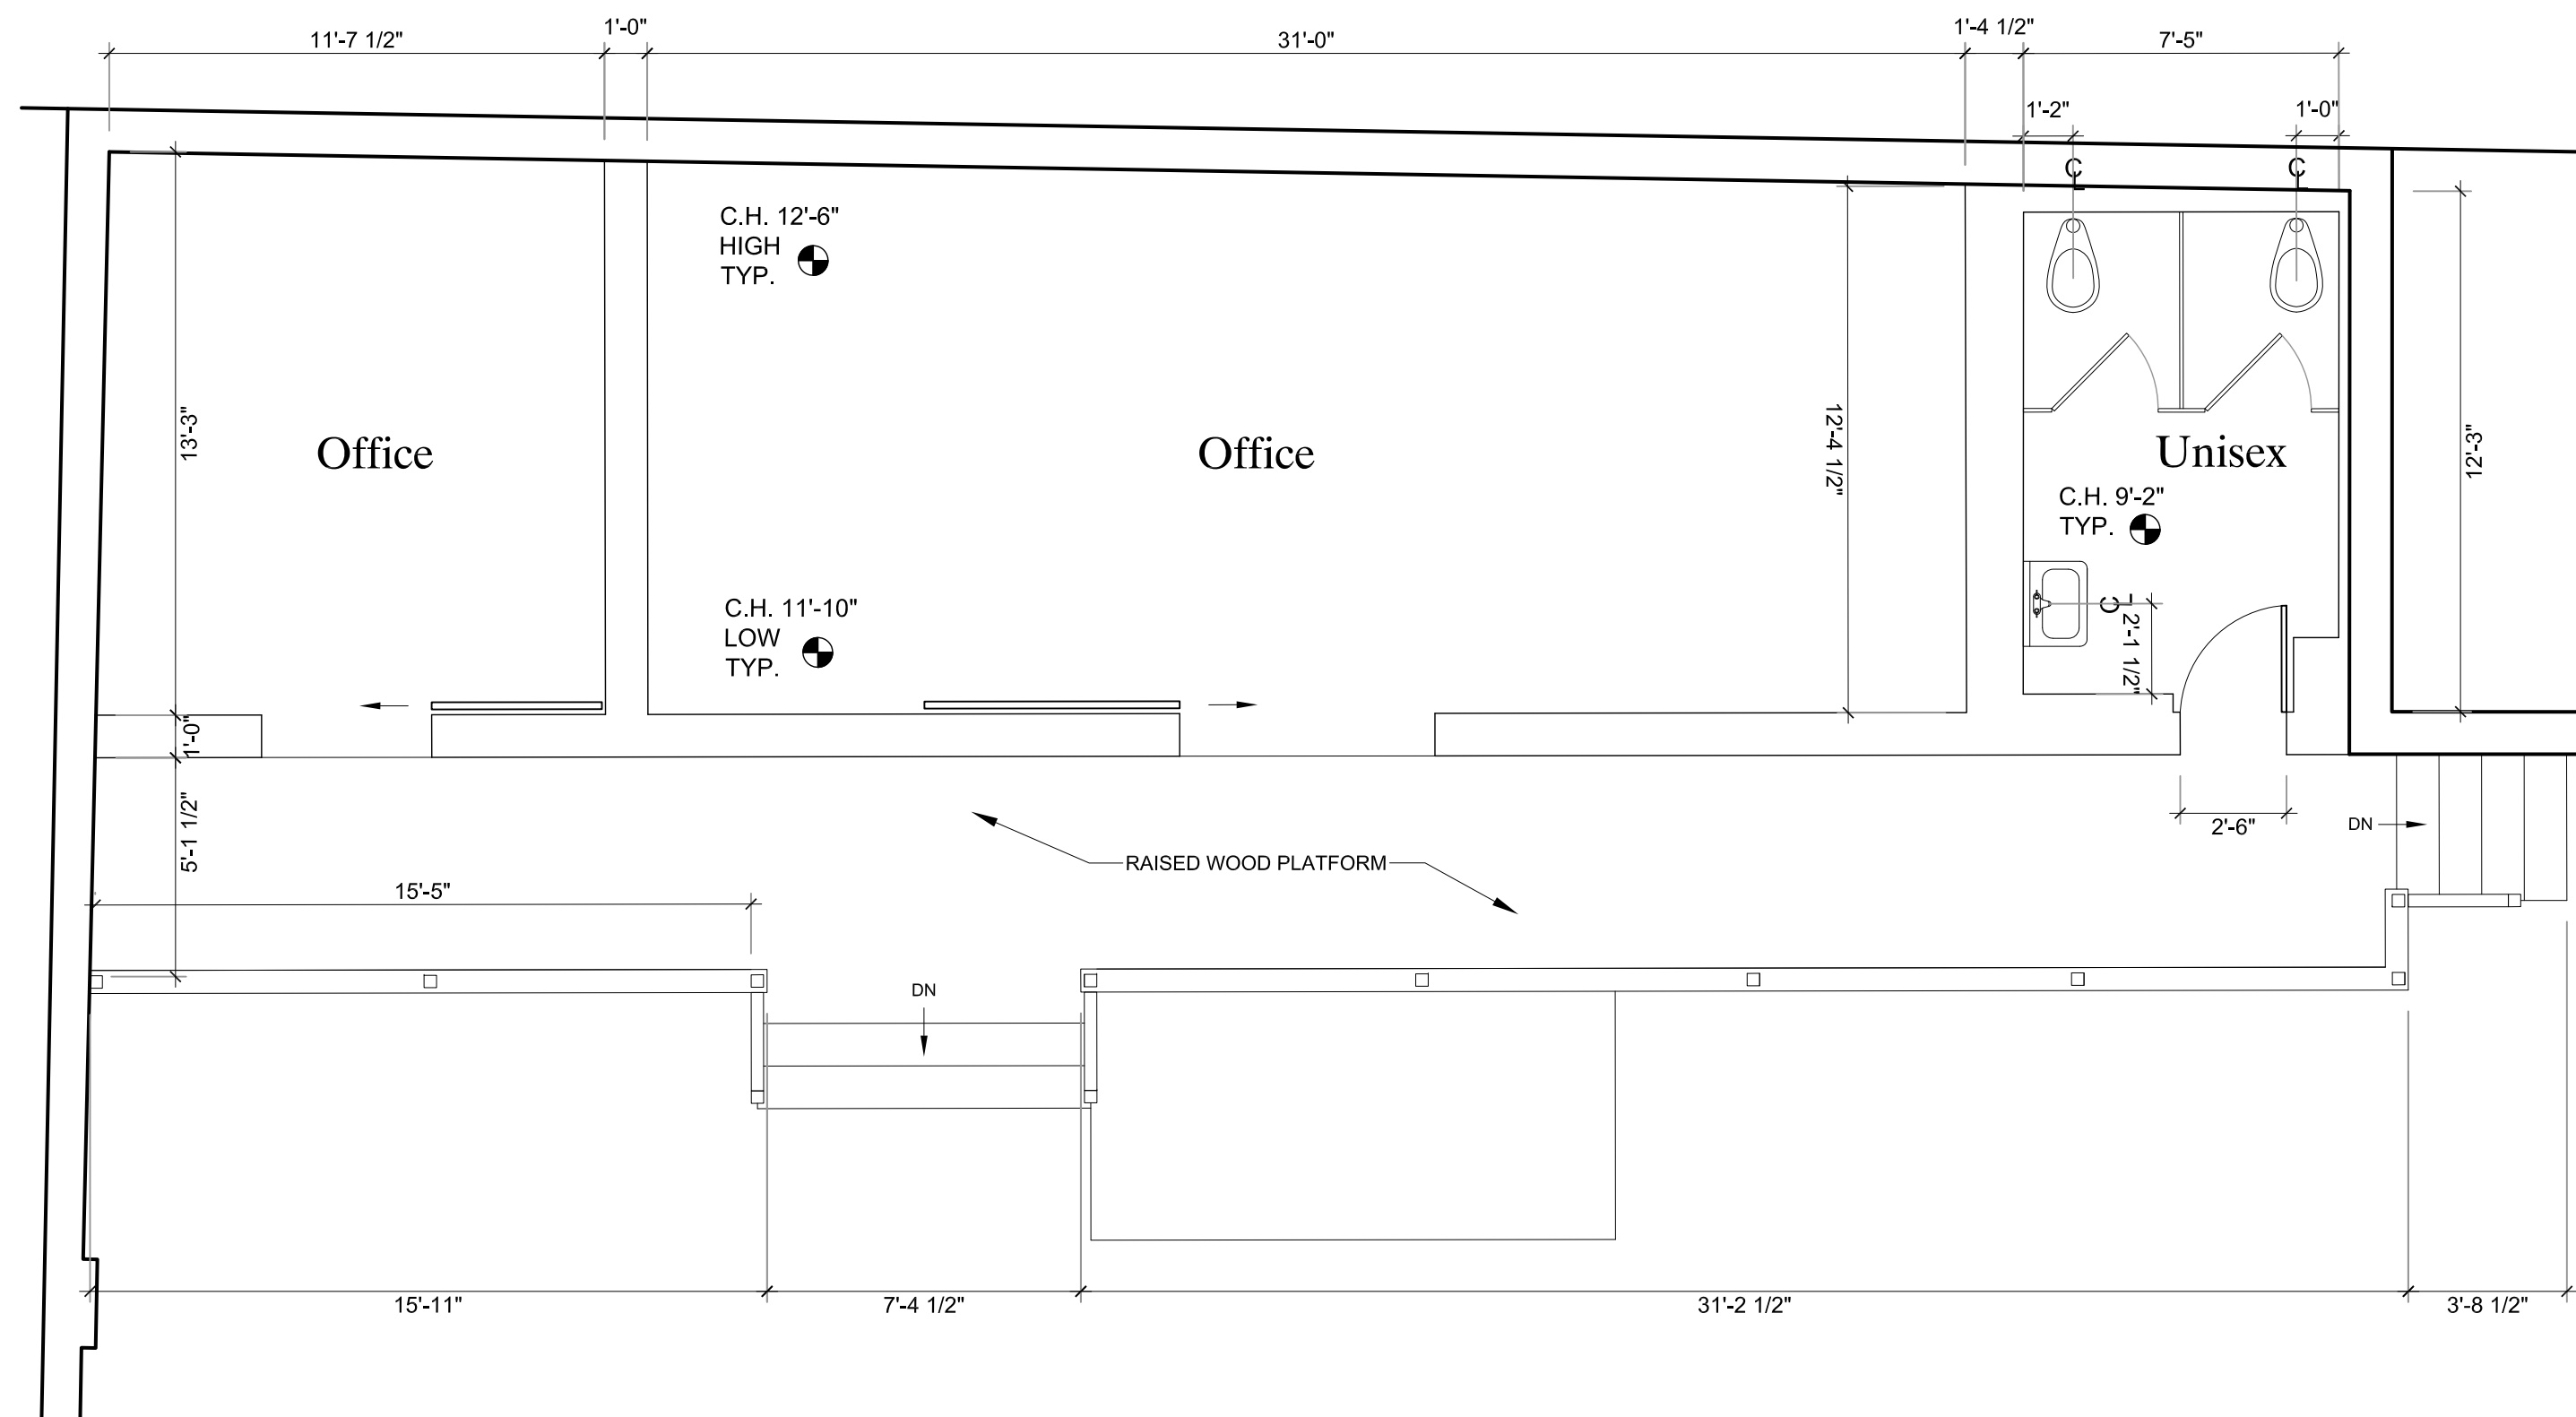 11'-7 1/2"
1'-0"
31'-0"
1'-4 1/2"
7'-5"
1'-2"
1'-0"
CL
CL
C.H. 12'-6"
HIGH
TYP.
13'-3"
Office
Office
12'-4 1/2"
Unisex
12'-3"
C.H. 9'-2"
TYP.
C.H. 11'-10"
LOW
TYP.
CL
2'-1 1/2"
1'-0"
5'-1 1/2"
2'-6"
DN
RAISED WOOD PLATFORM
15'-5"
DN
15'-11"
7'-4 1/2"
31'-2 1/2"
3'-8 1/2"